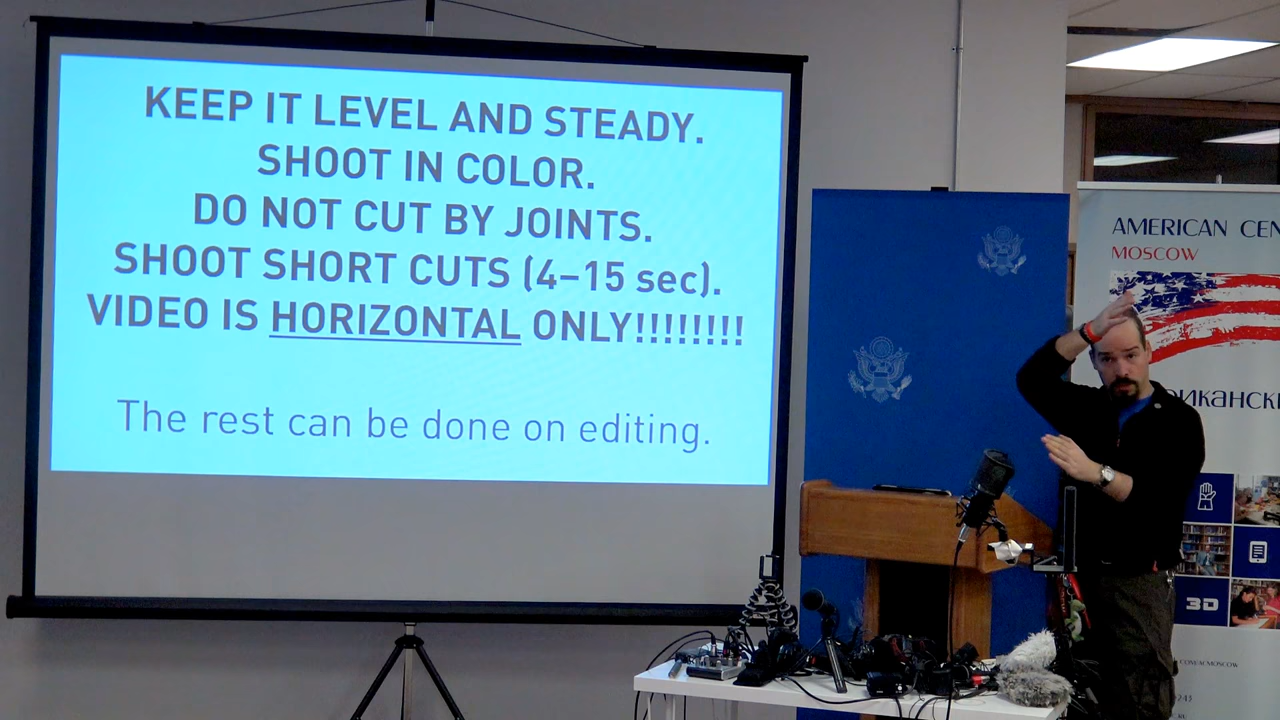 KEEP IT LEVEL AND STEADY.
SHOOT IN COLOR.
DO NOT CUT BY JOINTS.
SHOOT SHORT CUTS (4–15 sec).
VIDEO IS HORIZONTAL ONLY!!!!!!!!
The rest can be done on editing.
AMERICAN CEN
MOSCOW
ИКАНСКИ
3D